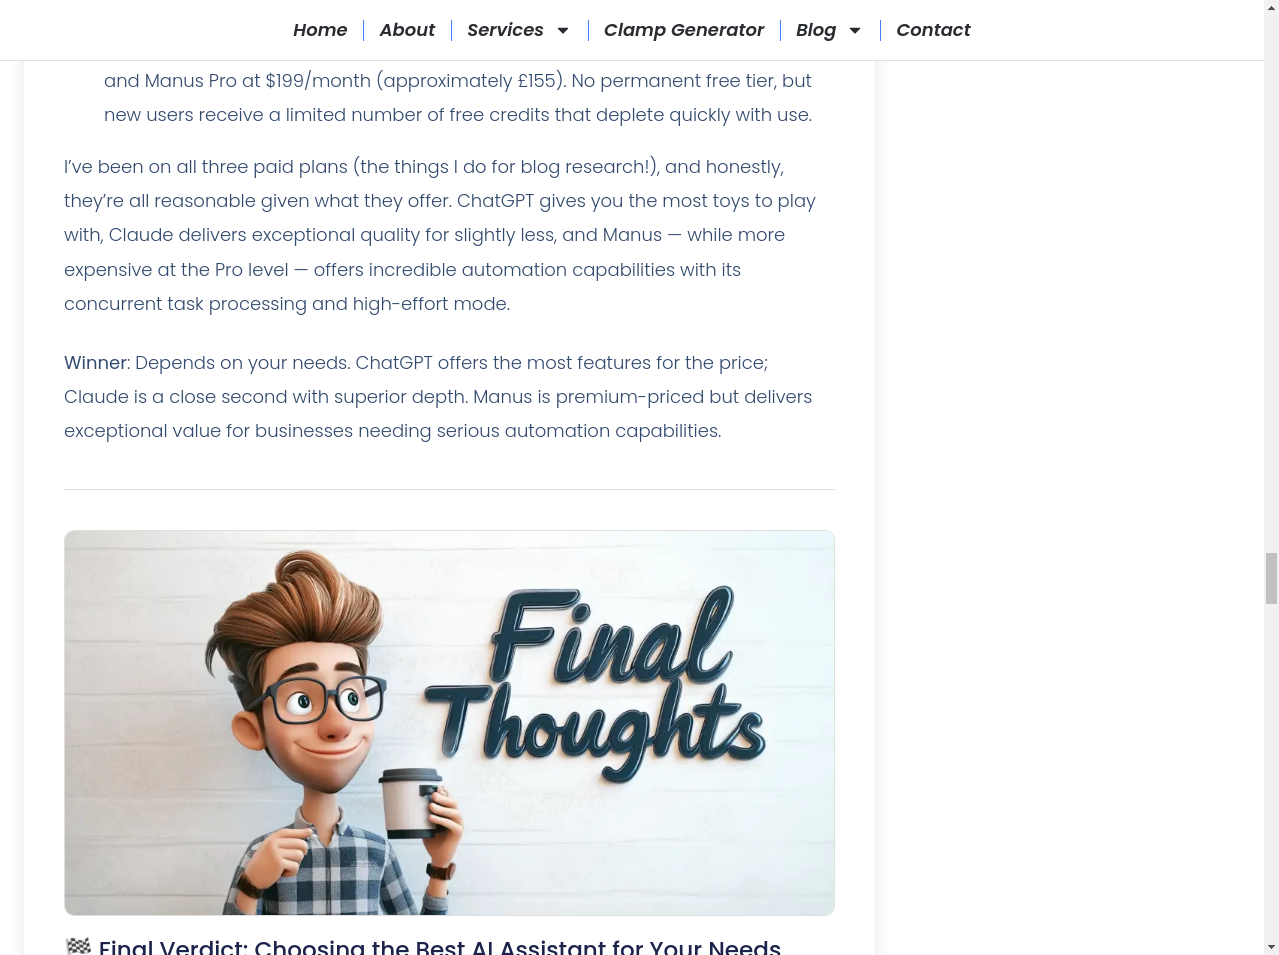 Home
About
Services
Clamp Generator
Blog
Contact
and Manus Pro at $199/month (approximately £155). No permanent free tier, but
new users receive a limited number of free credits that deplete quickly with use.
I’ve been on all three paid plans (the things I do for blog research!), and honestly,
they’re all reasonable given what they offer. ChatGPT gives you the most toys to play
with, Claude delivers exceptional quality for slightly less, and Manus — while more
expensive at the Pro level — offers incredible automation capabilities with its
concurrent task processing and high-effort mode.
Winner: Depends on your needs. ChatGPT offers the most features for the price;
Claude is a close second with superior depth. Manus is premium-priced but delivers
exceptional value for businesses needing serious automation capabilities.
Final
Thoughts
🏁 Final Verdict: Choosing the Best AI Assistant for Your Needs